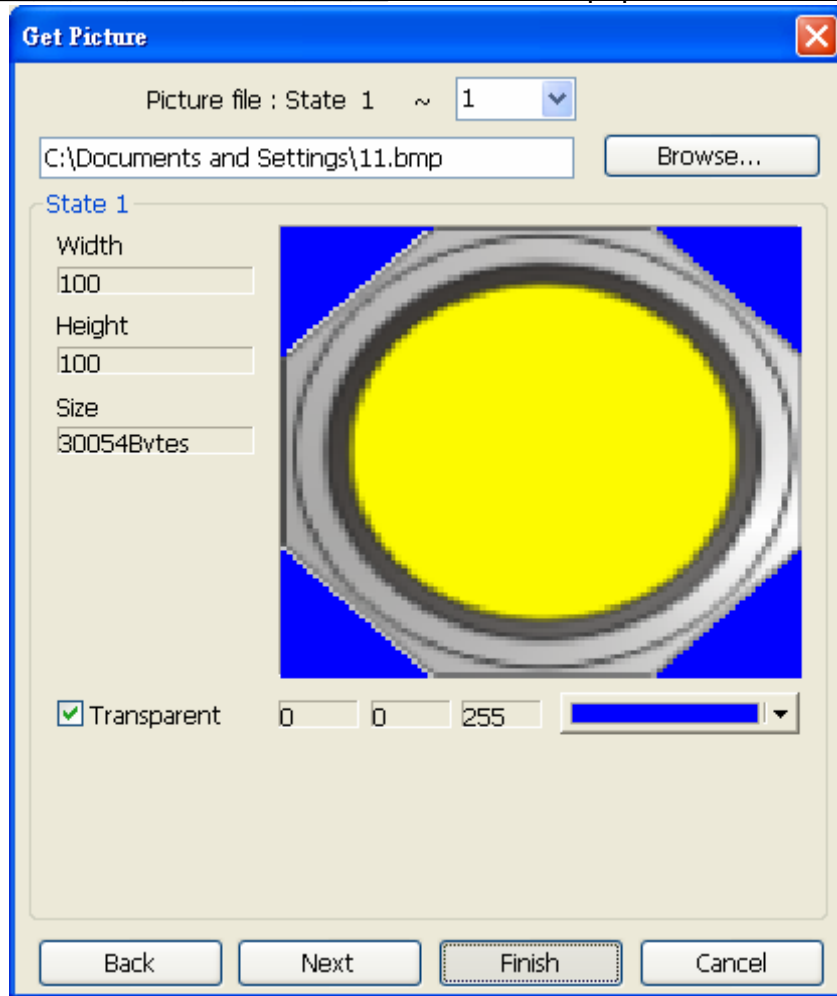 Get Picture
Picture file : State 1 ~ 1
C:\Documents and Settings\11.bmp Browse...
State 1
Width
100
Height
100
Size
30054Bytes
Transparent 0 0 255
Back Next Finish Cancel